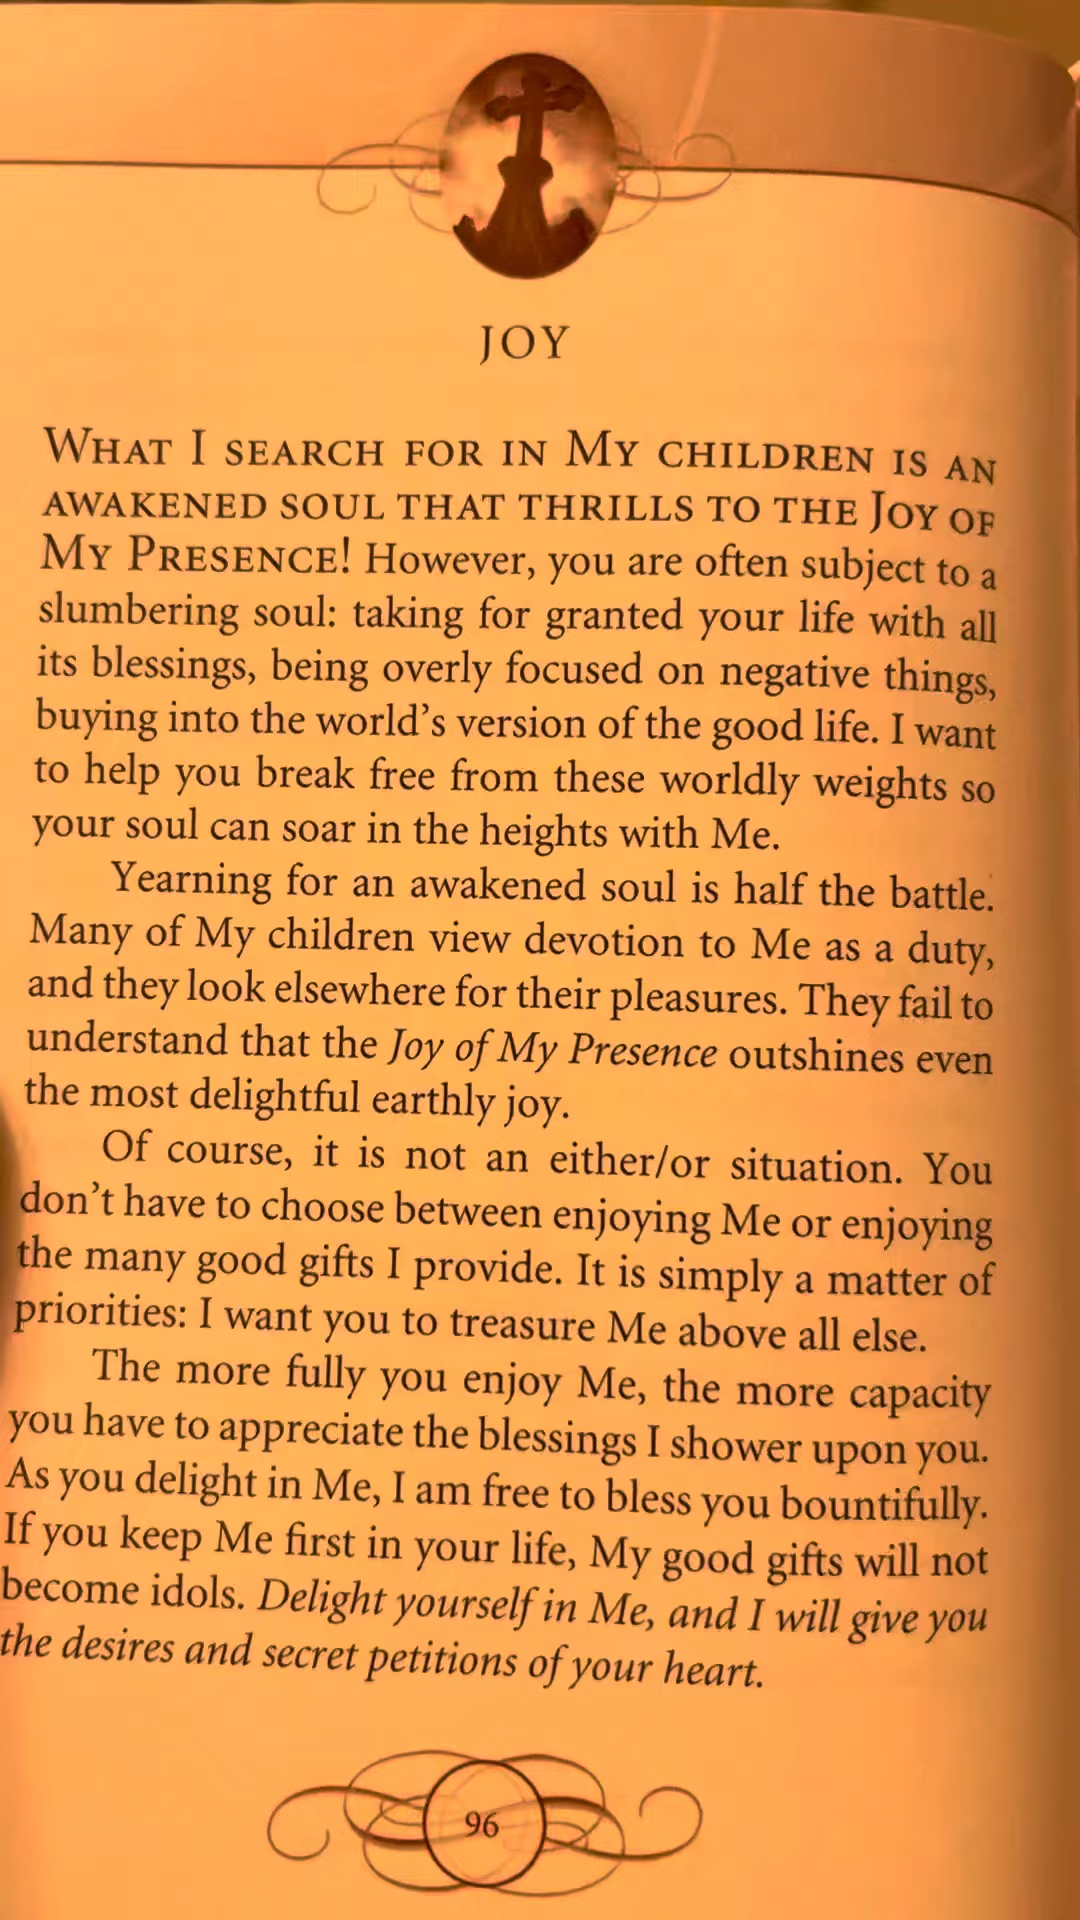 JOY
WHAT I SEARCH FOR IN MY CHILDREN IS AN
AWAKENED SOUL THAT THRILLS TO THE JOY OF
MY PRESENCE! However, you are often subject to a
slumbering soul: taking for granted your life with all
its blessings, being overly focused on negative things,
buying into the world’s version of the good life. I want
to help you break free from these worldly weights so
your soul can soar in the heights with Me.
Yearning for an awakened soul is half the battle.
Many of My children view devotion to Me as a duty,
and they look elsewhere for their pleasures. They fail to
understand that the Joy of My Presence outshines even
the most delightful earthly joy.
Of course, it is not an either/or situation. You
don’t have to choose between enjoying Me or enjoying
the many good gifts I provide. It is simply a matter of
priorities: I want you to treasure Me above all else.
The more fully you enjoy Me, the more capacity
you have to appreciate the blessings I shower upon you.
As you delight in Me, I am free to bless you bountifully.
If you keep Me first in your life, My good gifts will not
become idols. Delight yourself in Me, and I will give you
the desires and secret petitions of your heart.
96